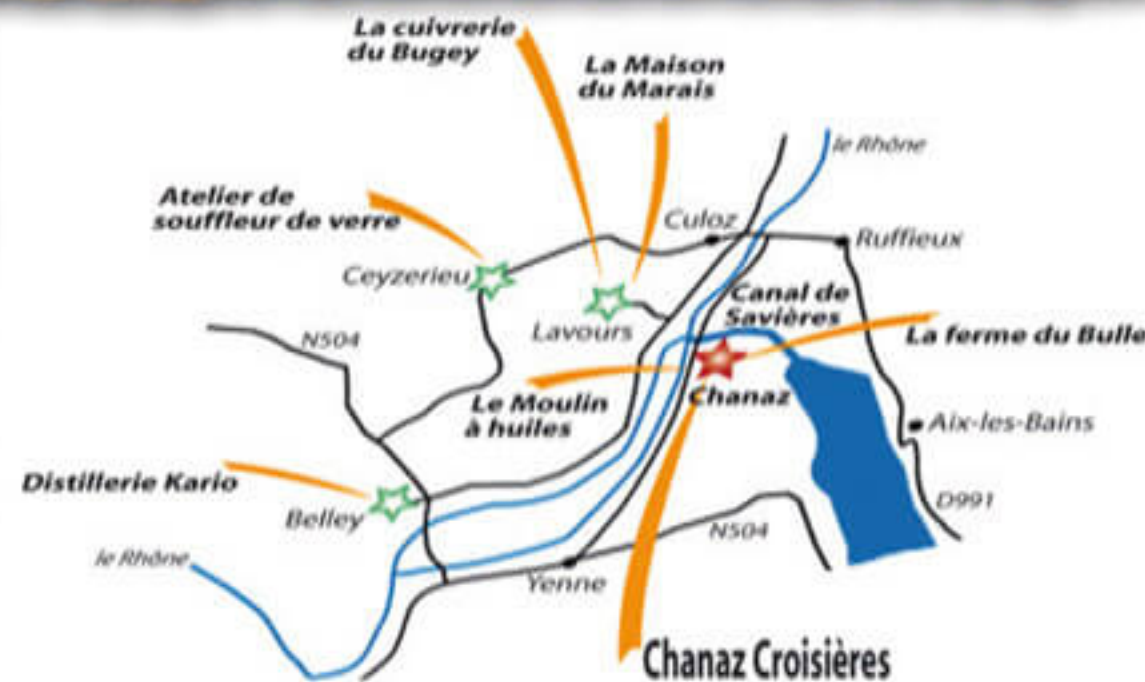 La cuivrerie
du Bugey
La Maison
du Marais
le Rhône
Atelier de
souffleur de verre
Culoz
Ruffieux
Ceyzerieu
Canal de
Savières
Lavours
La ferme du Bulle
N504
Le Moulin
à huiles
Chanaz
Aix-les-Bains
Distillerie Kario
Belley
D991
N504
le Rhône
Yenne
Chanaz Croisières